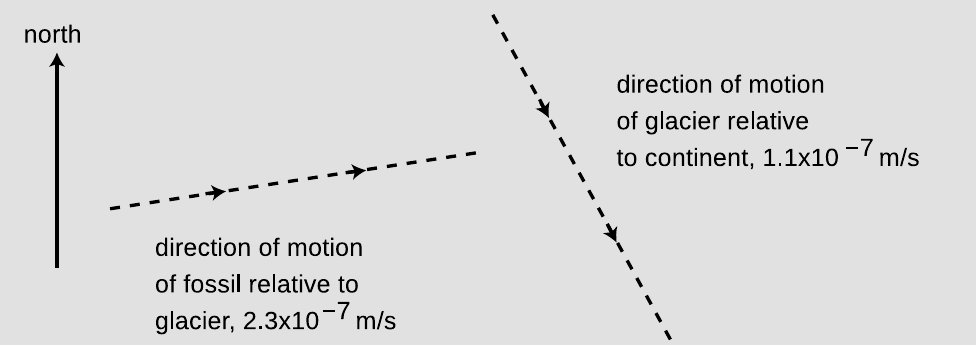 north
direction of motion
of glacier relative
to continent, 1.1x10⁻⁷ m/s
direction of motion
of fossil relative to
glacier, 2.3x10⁻⁷ m/s